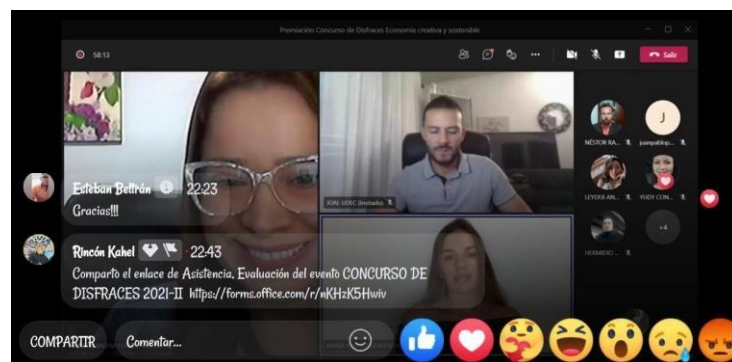 Premiación Concurso de Disfraces Economía creativa y sostenible
58:13
Salir
NÉSTOR RA...
juanpablop...
JOAL UDEC (Invitado)
LEYDER AN...
YUDY CON...
J
+4
HERMIDIO ...
Esteban Beltrán 22:23
Gracias!!!
Rincón Kahel 22:43
Comparto el enlace de Asistencia, Evaluación del evento CONCURSO DE
DISFRACES 2021-II https://forms.office.com/r/nKHzK5Hwiv
COMPARTIR
Comentar...